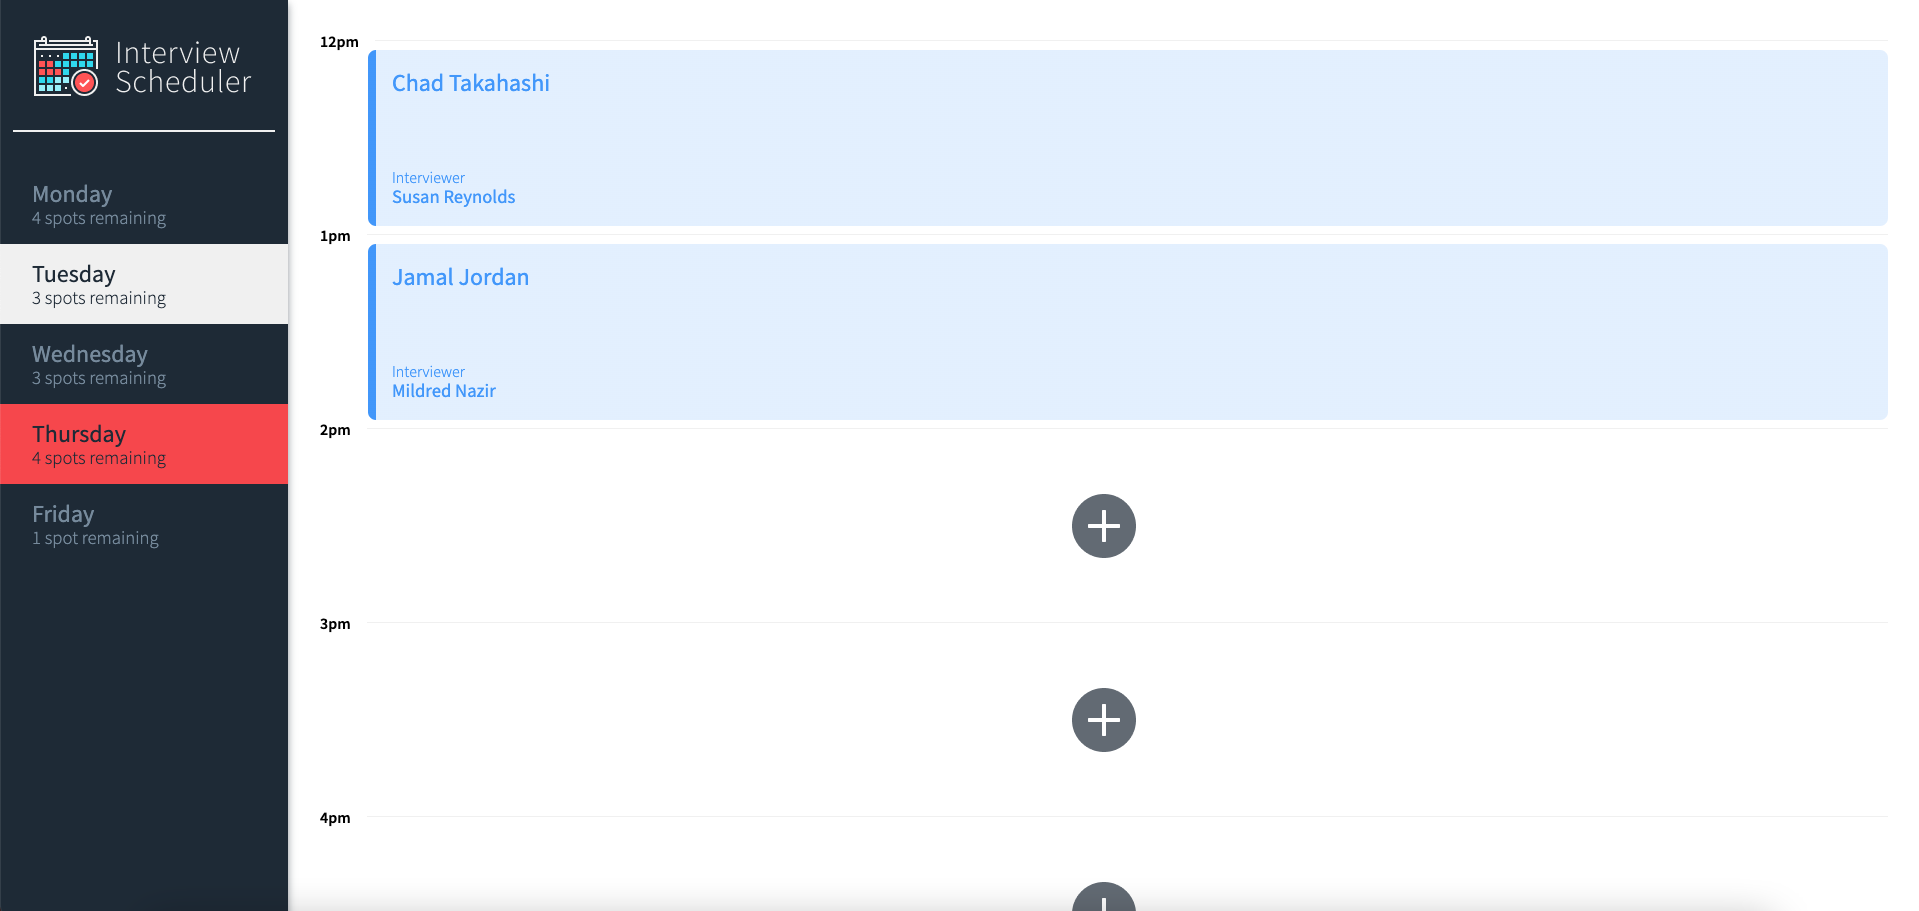 Interview
Scheduler
Monday
4 spots remaining
Tuesday
3 spots remaining
Wednesday
3 spots remaining
Thursday
4 spots remaining
Friday
1 spot remaining
12pm
Chad Takahashi
Interviewer
Susan Reynolds
1pm
Jamal Jordan
Interviewer
Mildred Nazir
2pm
3pm
4pm